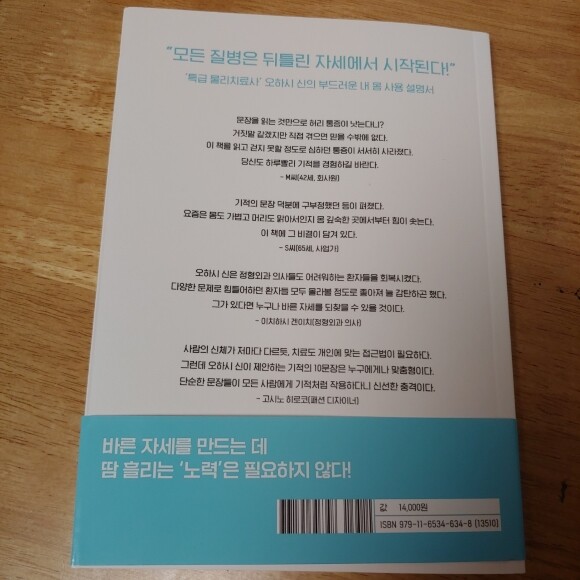 "모든 질병은 뒤틀린 자세에서 시작된다!"
'특급 물리치료사' 오하시 신의 부드러운 내 몸 사용 설명서
문장을 읽는 것만으로 허리 통증이 낫는다니?
거짓말 같겠지만 직접 겪으면 믿을 수밖에 없다.
이 책을 읽고 걷지 못할 정도로 심하던 통증이 서서히 사라졌다.
당신도 하루빨리 기적을 경험하길 바란다.
- M씨(42세, 회사원)
기적의 문장 덕분에 구부정했던 등이 펴졌다.
요즘은 몸도 가볍고 머리도 맑아서인지 몸 깊숙한 곳에서부터 힘이 솟는다.
이 책에 그 비결이 담겨 있다.
- S씨(65세, 사업가)
오하시 신은 정형외과 의사들도 어려워하는 환자들을 회복시켰다.
다양한 문제로 힘들어하던 환자들 모두 몰라볼 정도로 좋아져 늘 감탄하곤 했다.
그가 있다면 누구나 바른 자세를 되찾을 수 있을 것이다.
- 이치하시 겐이치(정형외과 의사)
사람의 신체가 저마다 다르듯, 치료도 개인에 맞는 접근법이 필요하다.
그런데 오하시 신이 제안하는 기적의 10문장은 누구에게나 맞춤형이다.
단순한 문장들이 모든 사람에게 기적처럼 작용하다니 신선한 충격이다.
- 고시노 히로코(패션 디자이너)
바른 자세를 만드는 데
땀 흘리는 '노력'은 필요하지 않다!
값 14,000원
ISBN 979-11-6534-634-8 (13510)